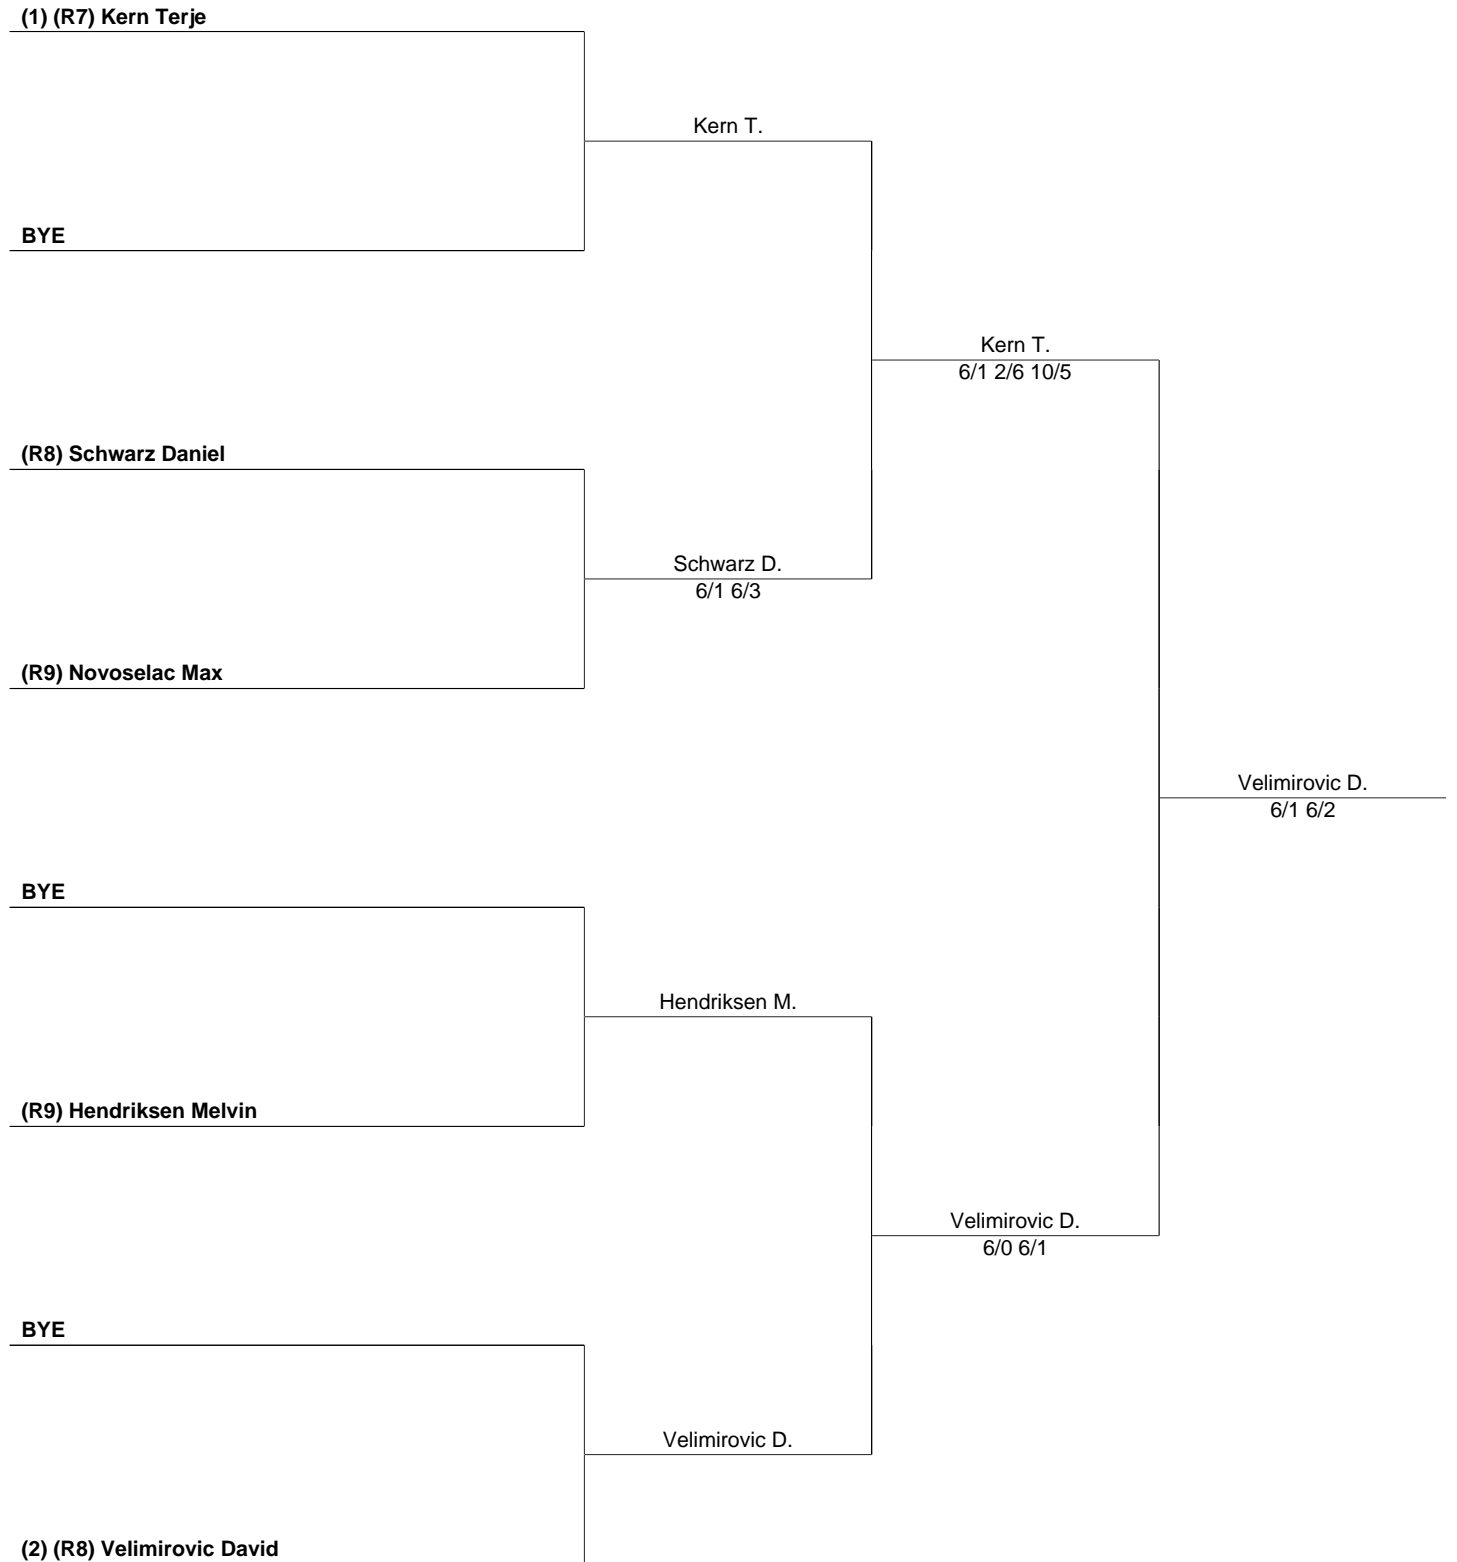 (1) (R7) Kern Terje
Kern T.
BYE
Kern T.
6/1 2/6 10/5
(R8) Schwarz Daniel
Schwarz D.
6/1 6/3
(R9) Novoselac Max
Velimirovic D.
6/1 6/2
BYE
Hendriksen M.
(R9) Hendriksen Melvin
Velimirovic D.
6/0 6/1
BYE
Velimirovic D.
(2) (R8) Velimirovic David